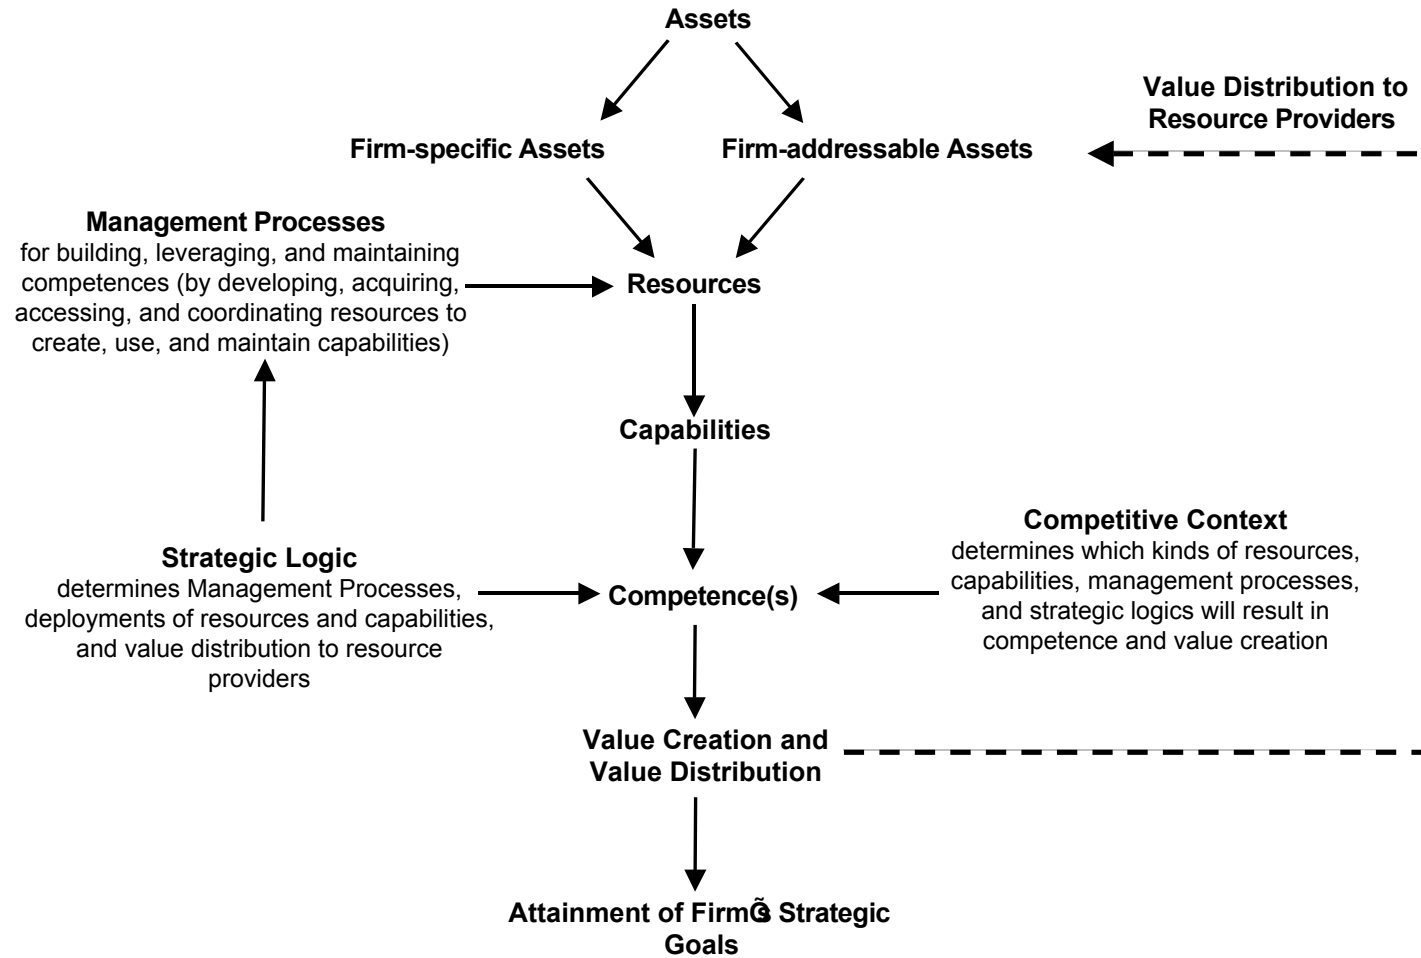 Assets
Value Distribution to
Resource Providers
Firm-specific Assets
Firm-addressable Assets
Management Processes
for building, leveraging, and maintaining
competences (by developing, acquiring,
accessing, and coordinating resources to
create, use, and maintain capabilities)
Resources
Capabilities
Strategic Logic
determines Management Processes,
deployments of resources and capabilities,
and value distribution to resource
providers
Competence(s)
Competitive Context
determines which kinds of resources,
capabilities, management processes,
and strategic logics will result in
competence and value creation
Value Creation and
Value Distribution
Attainment of FirmÕs Strategic
Goals